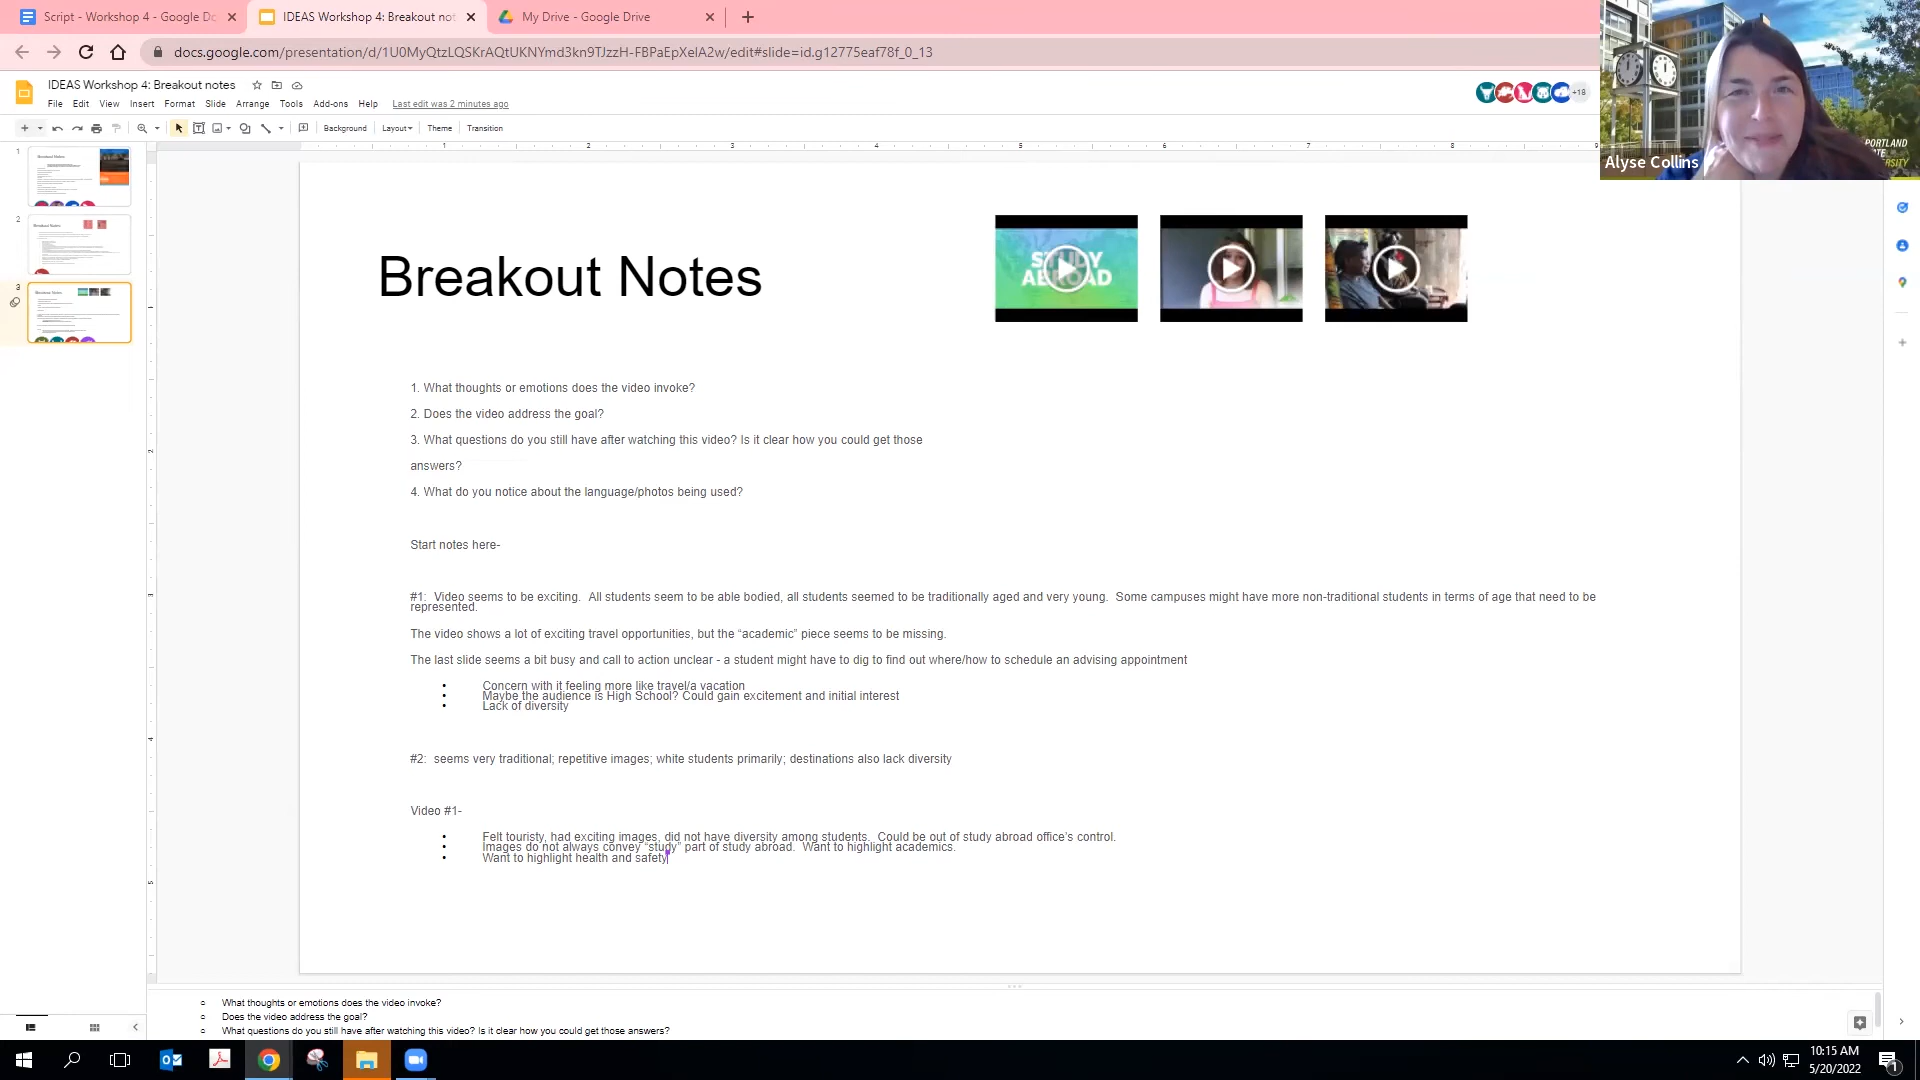 Script - Workshop 4 - Google Do
IDEAS Workshop 4: Breakout not
My Drive - Google Drive
docs.google.com/presentation/d/1U0MyQtzLQSKrAQtUKNYmd3kn9TJzzH-FBPaEpXelA2w/edit#slide=id.g12775eaf78f_0_13
IDEAS Workshop 4: Breakout notes
File Edit View Insert Format Slide Arrange Tools Add-ons Help Last edit was 2 minutes ago
+18
Background Layout Theme Transition
PORTLAND
Alyse Collins
1
2
3
Breakout Notes
STUDY
ABROAD
1. What thoughts or emotions does the video invoke?
2. Does the video address the goal?
3. What questions do you still have after watching this video? Is it clear how you could get those
answers?
4. What do you notice about the language/photos being used?
Start notes here-
#1: Video seems to be exciting. All students seem to be able bodied, all students seemed to be traditionally aged and very young. Some campuses might have more non-traditional students in terms of age that need to be
represented.
The video shows a lot of exciting travel opportunities, but the “academic” piece seems to be missing.
The last slide seems a bit busy and call to action unclear - a student might have to dig to find out where/how to schedule an advising appointment
• Concern with it feeling more like travel/a vacation
• Maybe the audience is High School? Could gain excitement and initial interest
• Lack of diversity
#2: seems very traditional; repetitive images; white students primarily; destinations also lack diversity
Video #1-
• Felt touristy, had exciting images, did not have diversity among students. Could be out of study abroad office's control.
• Images do not always convey “study” part of study abroad. Want to highlight academics.
• Want to highlight health and safety
○ What thoughts or emotions does the video invoke?
○ Does the video address the goal?
○ What questions do you still have after watching this video? Is it clear how you could get those answers?
10:15 AM
5/20/2022
1